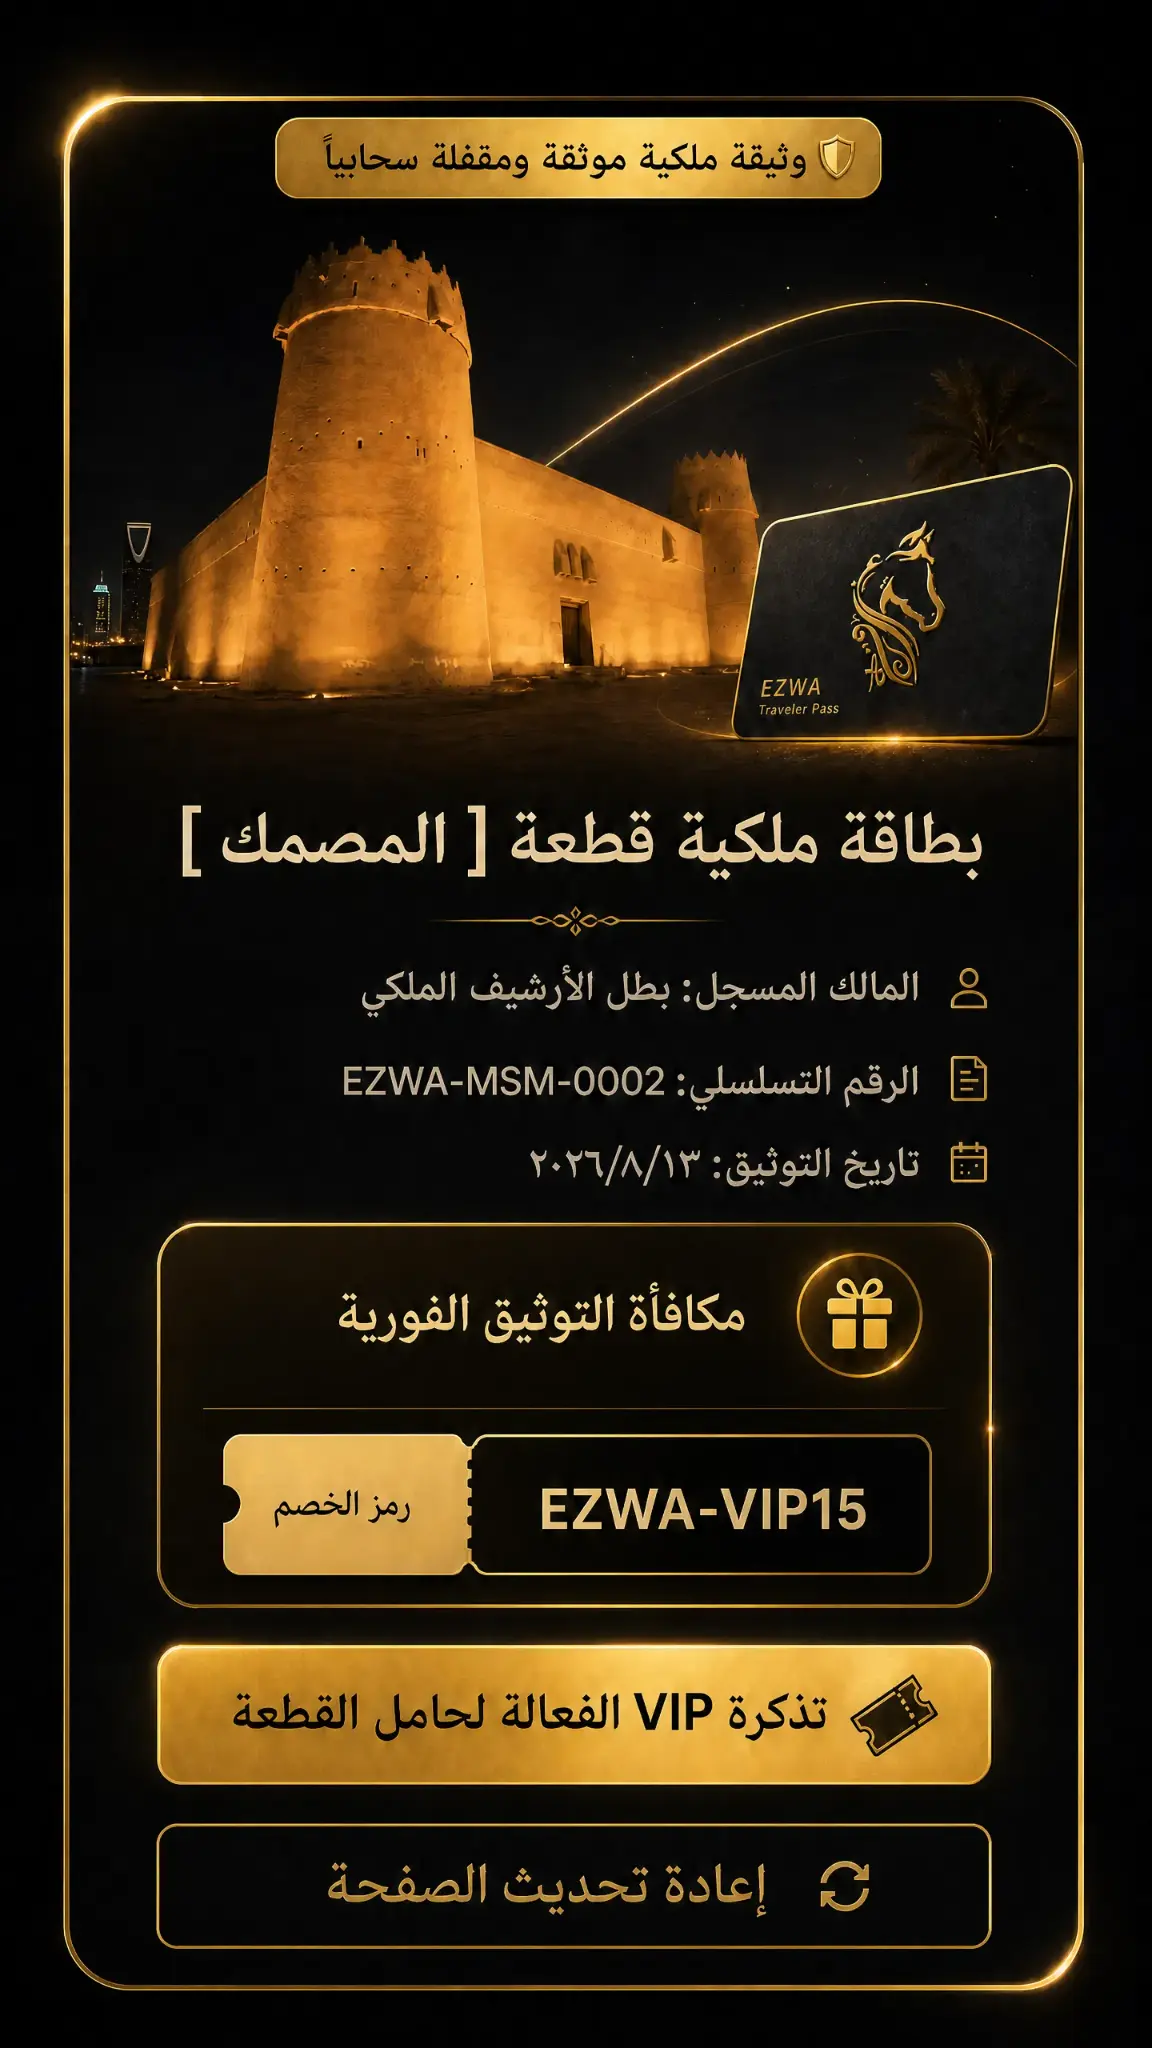 وثيقة ملكية موثقة ومقفلة سحابياً
EZWA
Traveler Pass
بطاقة ملكية قطعة [ المصمك ]
المالك المسجل: بطل الأرشيف الملكي
الرقم التسلسلي: EZWA-MSM-0002
تاريخ التوثيق: ٢٠٢٦/٨/١٣
مكافأة التوثيق الفورية
EZWA-VIP15
رمز الخصم
تذكرة VIP الفعالة لحامل القطعة
إعادة تحديث الصفحة